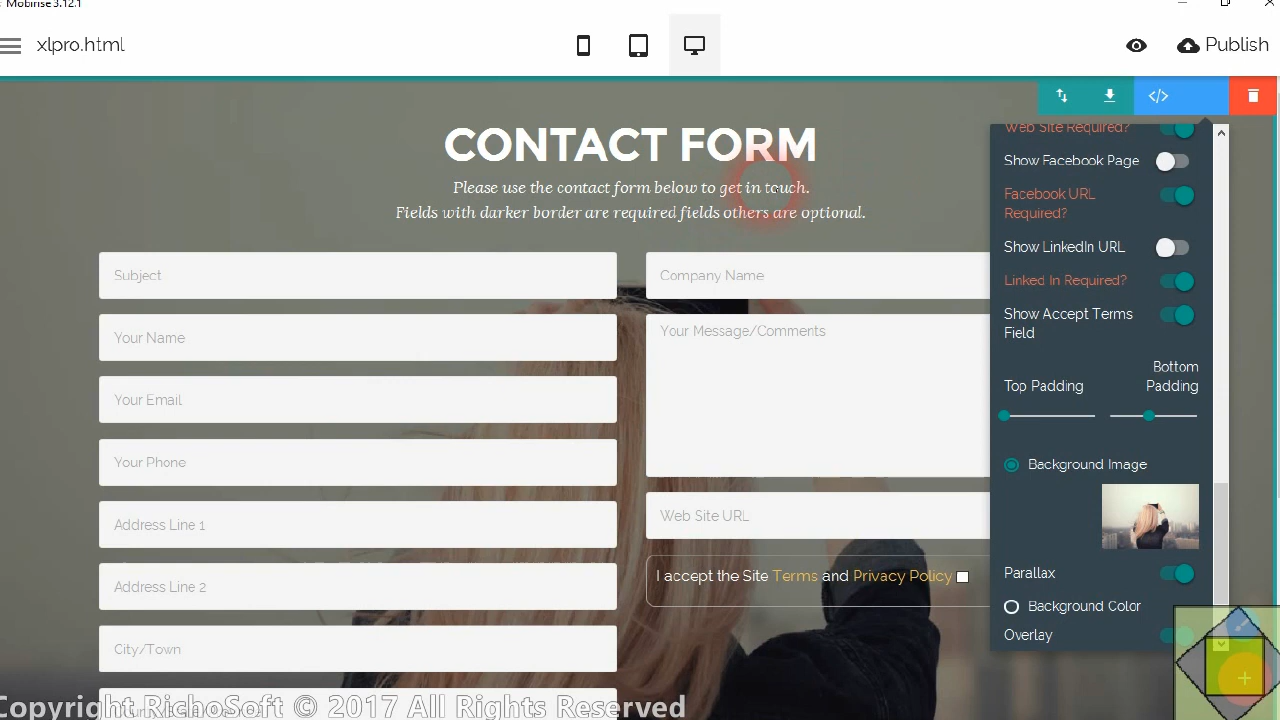 Mobirise 3.12.1
xlpro.html
Publish
</>
CONTACT FORM
Please use the contact form below to get in touch.
Fields with darker border are required fields others are optional.
Subject
Your Name
Your Email
Your Phone
Address Line 1
Address Line 2
City/Town
Company Name
Your Message/Comments
Web Site URL
I accept the Site Terms and Privacy Policy
Web Site Required?
Show Facebook Page
Facebook URL
Required?
Show LinkedIn URL
Linked In Required?
Show Accept Terms
Field
Top Padding
Bottom
Padding
Background Image
Parallax
Background Color
Overlay
Copyright RichoSoft © 2017 All Rights Reserved